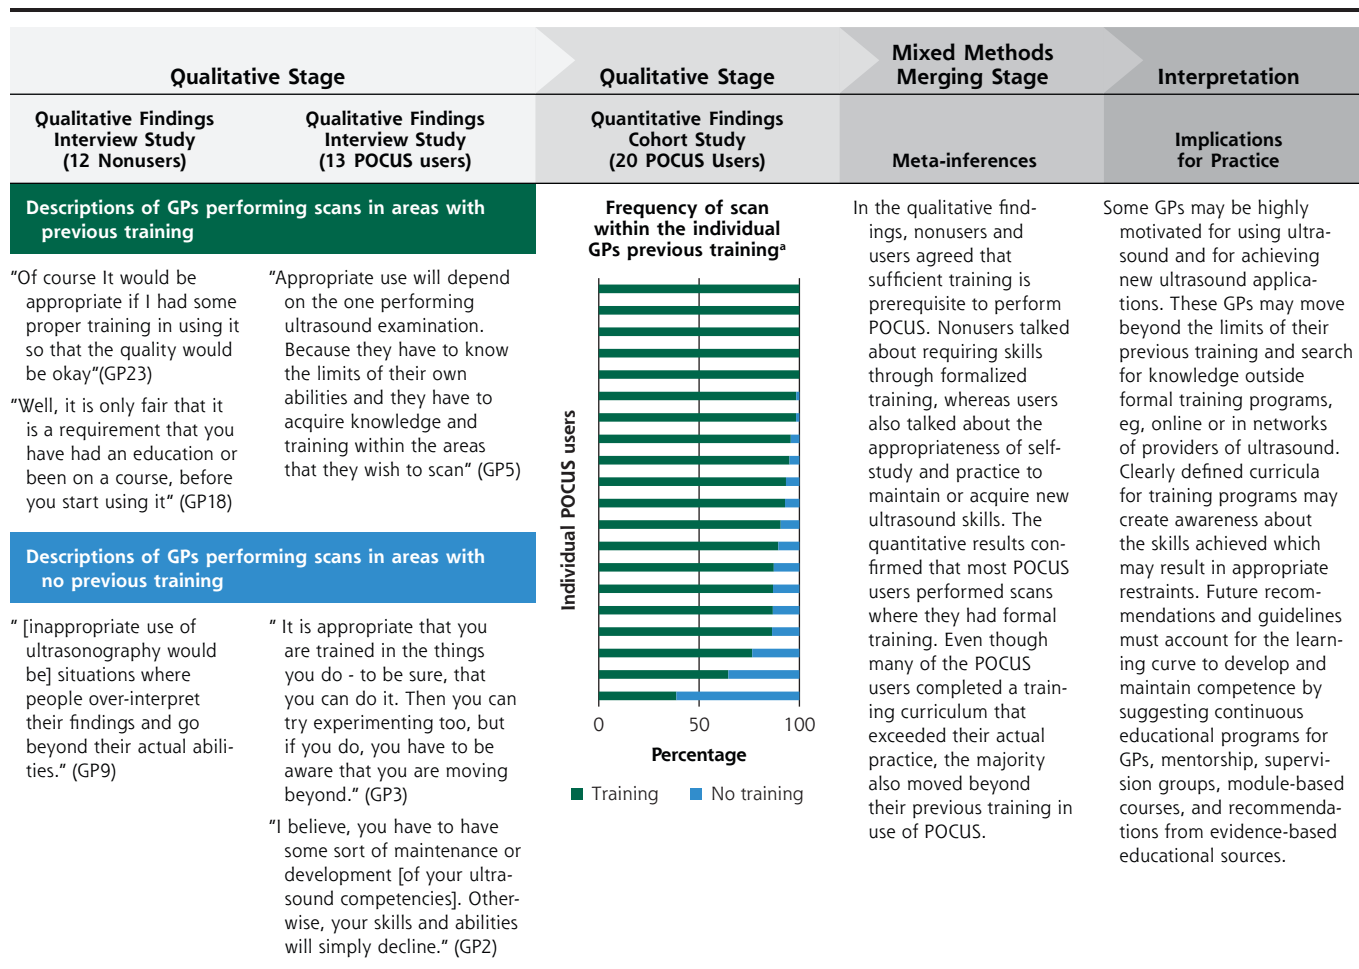 Qualitative Stage
Qualitative Stage
Mixed Methods
Merging Stage
Interpretation
Qualitative Findings
Interview Study
(12 Nonusers)
Qualitative Findings
Interview Study
(13 POCUS users)
Quantitative Findings
Cohort Study
(20 POCUS Users)
Meta-inferences
Implications
for Practice
Descriptions of GPs performing scans in areas with
previous training
"Of course It would be
appropriate if I had some
proper training in using it
so that the quality would
be okay"(GP23)
"Well, it is only fair that it
is a requirement that you
have had an education or
been on a course, before
you start using it" (GP18)
"Appropriate use will depend
on the one performing
ultrasound examination.
Because they have to know
the limits of their own
abilities and they have to
acquire knowledge and
training within the areas
that they wish to scan" (GP5)
Descriptions of GPs performing scans in areas with
no previous training
" [inappropriate use of
ultrasonography would
be] situations where
people over-interpret
their findings and go
beyond their actual abili-
ties." (GP9)
" It is appropriate that you
are trained in the things
you do - to be sure, that
you can do it. Then you can
try experimenting too, but
if you do, you have to be
aware that you are moving
beyond." (GP3)
"I believe, you have to have
some sort of maintenance or
development [of your ultra-
sound competencies]. Other-
wise, your skills and abilities
will simply decline." (GP2)
Frequency of scan
within the individual
GPs previous trainingᵃ
Individual POCUS users
0 50 100
Percentage
Training No training
In the qualitative find-
ings, nonusers and
users agreed that
sufficient training is
prerequisite to perform
POCUS. Nonusers talked
about requiring skills
through formalized
training, whereas users
also talked about the
appropriateness of self-
study and practice to
maintain or acquire new
ultrasound skills. The
quantitative results con-
firmed that most POCUS
users performed scans
where they had formal
training. Even though
many of the POCUS
users completed a train-
ing curriculum that
exceeded their actual
practice, the majority
also moved beyond
their previous training in
use of POCUS.
Some GPs may be highly
motivated for using ultra-
sound and for achieving
new ultrasound applica-
tions. These GPs may move
beyond the limits of their
previous training and search
for knowledge outside
formal training programs,
eg, online or in networks
of providers of ultrasound.
Clearly defined curricula
for training programs may
create awareness about
the skills achieved which
may result in appropriate
restraints. Future recom-
mendations and guidelines
must account for the learn-
ing curve to develop and
maintain competence by
suggesting continuous
educational programs for
GPs, mentorship, supervi-
sion groups, module-based
courses, and recommenda-
tions from evidence-based
educational sources.